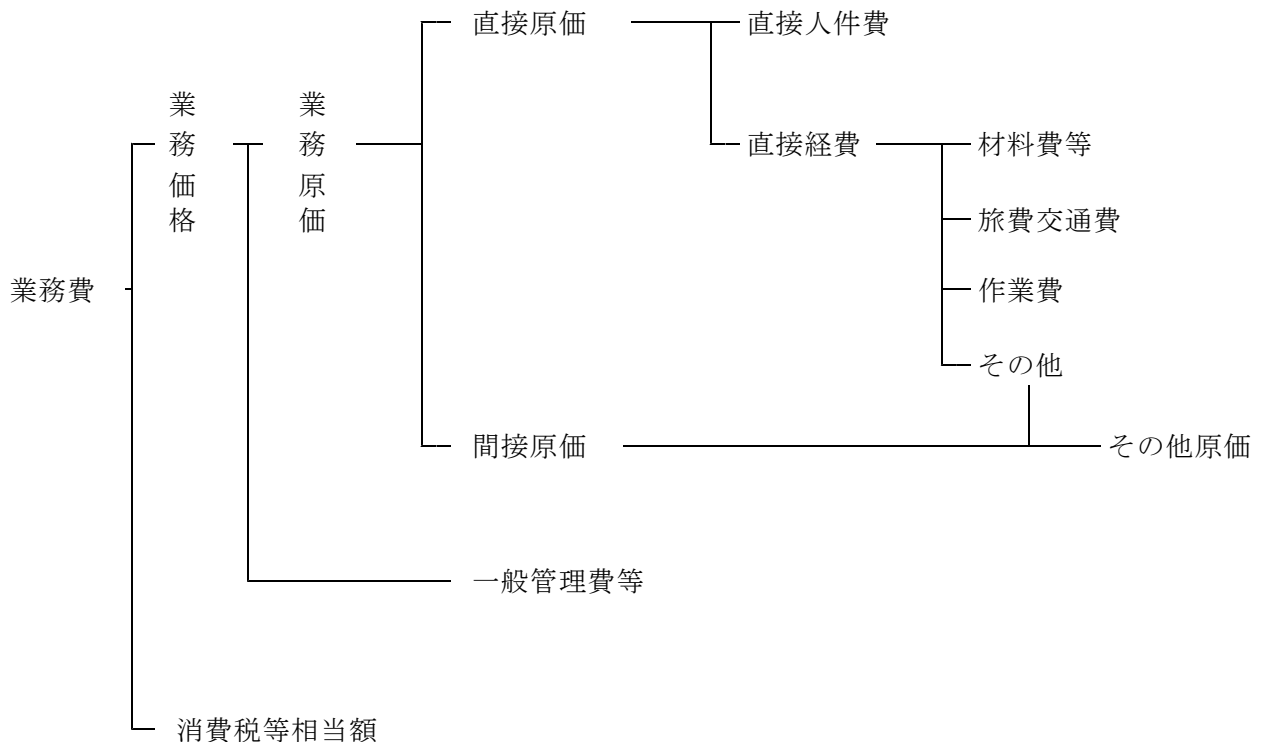 直接原価
直接人件費
業務価格
業務原価
直接経費
材料費等
旅費交通費
業務費
作業費
その他
間接原価
その他原価
一般管理費等
消費税等相当額